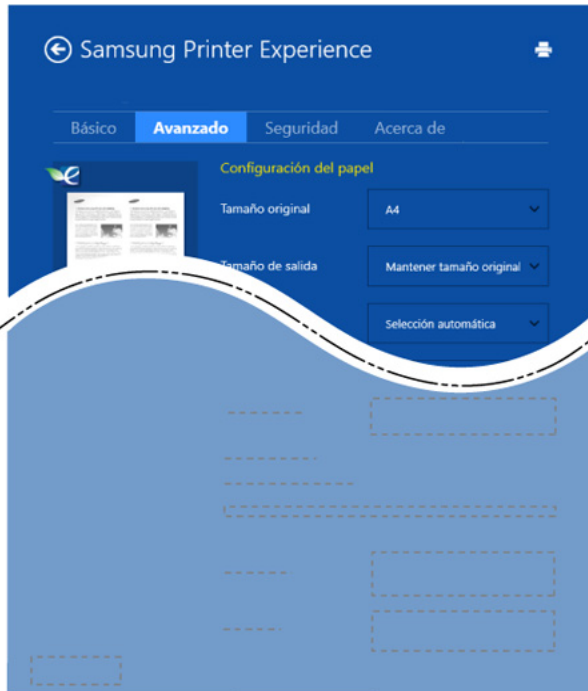 Samsung Printer Experience
Básico Avanzado Seguridad Acerca de
Configuración del papel
Tamaño original A4
Tamaño de salida Mantener tamaño original
Selección automática